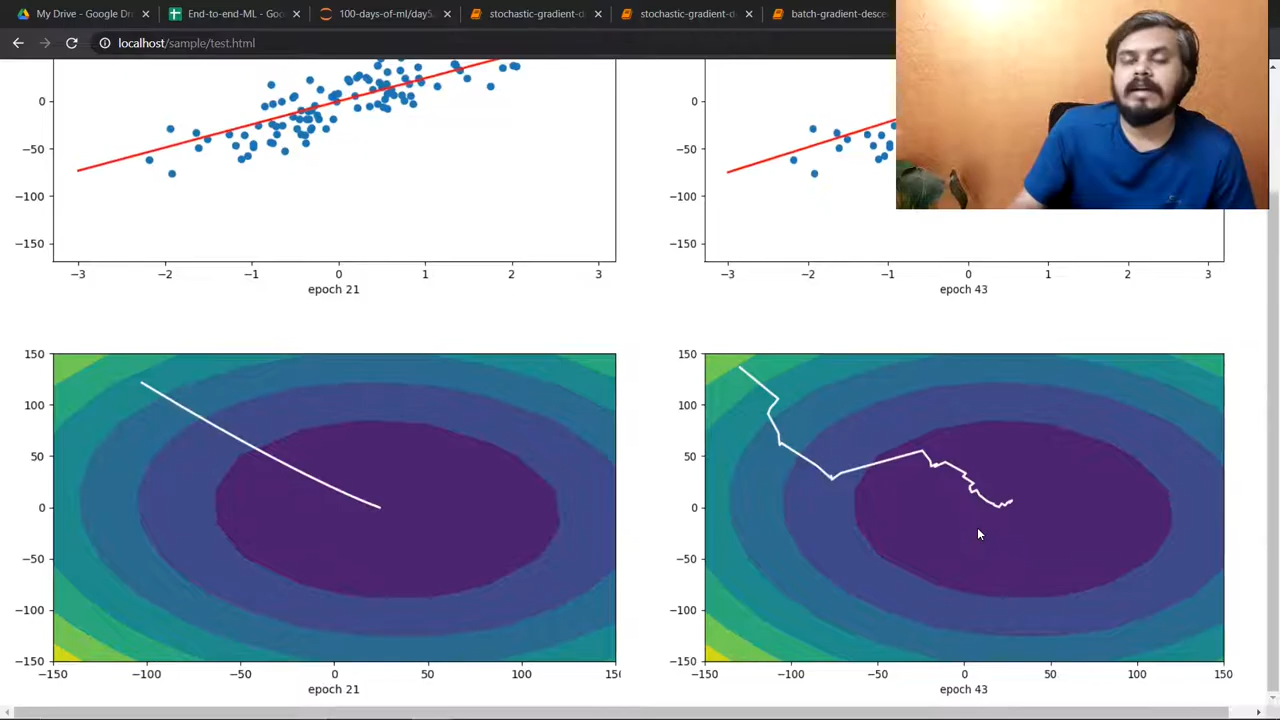 My Drive - Google Dri
End-to-end-ML - Goo
100-days-of-ml/day5
stochastic-gradient-d
stochastic-gradient-d
batch-gradient-desce
localhost/sample/test.html
0
−50
−100
−150
−3 −2 −1 0 1 2 3
epoch 21
0
−50
−100
−150
−3 −2 −1 0 1 2 3
epoch 43
150
100
50
0
−50
−100
−150
−150 −100 −50 0 50 100 15
epoch 21
150
100
50
0
−50
−100
−150
−150 −100 −50 0 50 100 150
epoch 43